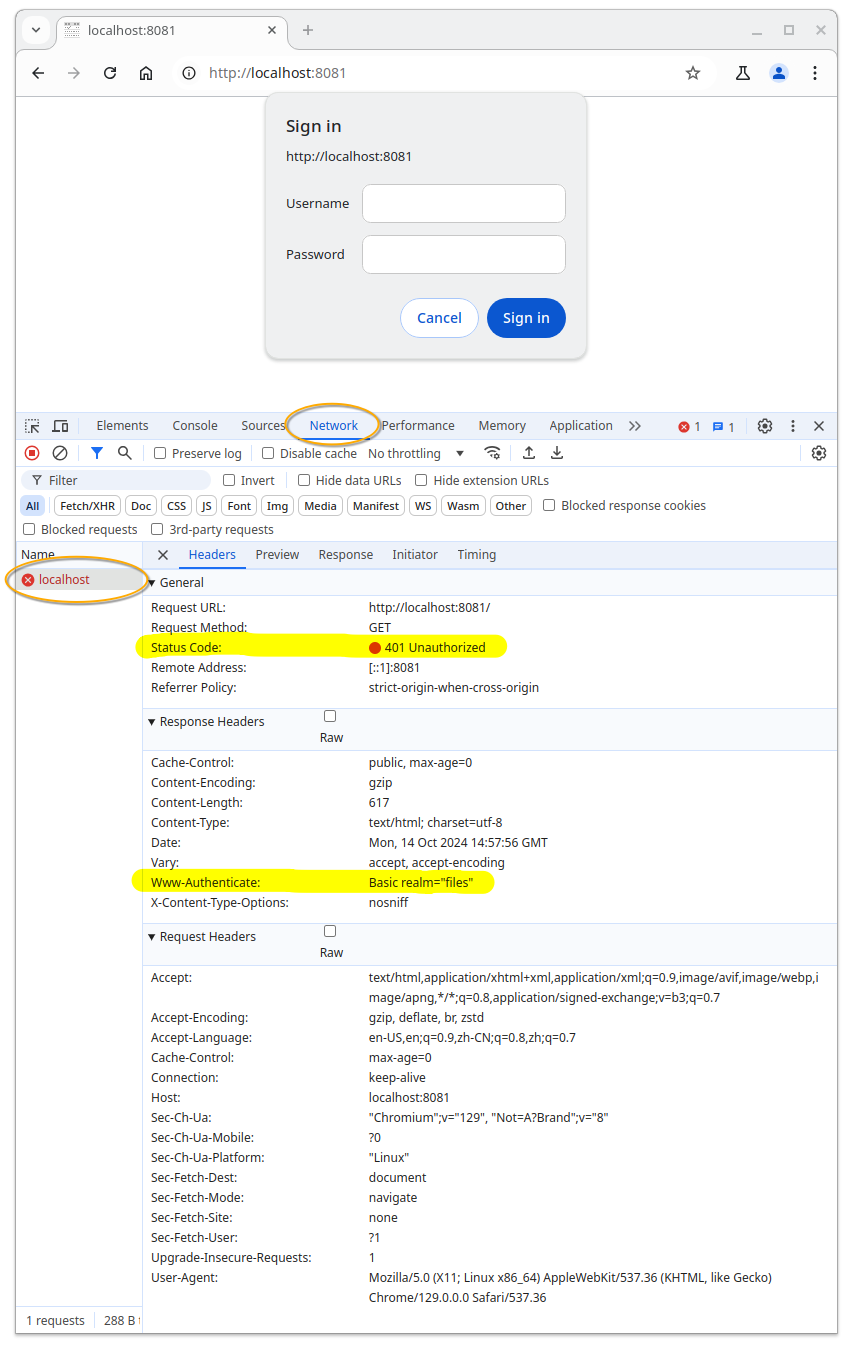 localhost:8081
http://localhost:8081
Sign in
http://localhost:8081
Username
Password
Cancel Sign in
Elements Console Sources Network Performance Memory Application 1 1
Preserve log Disable cache No throttling
Filter Invert Hide data URLs Hide extension URLs
All Fetch/XHR Doc CSS JS Font Img Media Manifest WS Wasm Other Blocked response cookies
Blocked requests 3rd-party requests
Name Headers Preview Response Initiator Timing
localhost
General
Request URL: http://localhost:8081/
Request Method: GET
Status Code: 401 Unauthorized
Remote Address: [::1]:8081
Referrer Policy: strict-origin-when-cross-origin
Response Headers
Raw
Cache-Control: public, max-age=0
Content-Encoding: gzip
Content-Length: 617
Content-Type: text/html; charset=utf-8
Date: Mon, 14 Oct 2024 14:57:56 GMT
Vary: accept, accept-encoding
Www-Authenticate: Basic realm="files"
X-Content-Type-Options: nosniff
Request Headers
Raw
Accept: text/html,application/xhtml+xml,application/xml;q=0.9,image/avif,image/webp,i
mage/apng,*/*;q=0.8,application/signed-exchange;v=b3;q=0.7
Accept-Encoding: gzip, deflate, br, zstd
Accept-Language: en-US,en;q=0.9,zh-CN;q=0.8,zh;q=0.7
Cache-Control: max-age=0
Connection: keep-alive
Host: localhost:8081
Sec-Ch-Ua: "Chromium";v="129", "Not=A?Brand";v="8"
Sec-Ch-Ua-Mobile: ?0
Sec-Ch-Ua-Platform: "Linux"
Sec-Fetch-Dest: document
Sec-Fetch-Mode: navigate
Sec-Fetch-Site: none
Sec-Fetch-User: ?1
Upgrade-Insecure-Requests: 1
User-Agent: Mozilla/5.0 (X11; Linux x86_64) AppleWebKit/537.36 (KHTML, like Gecko)
Chrome/129.0.0.0 Safari/537.36
1 requests 288 B